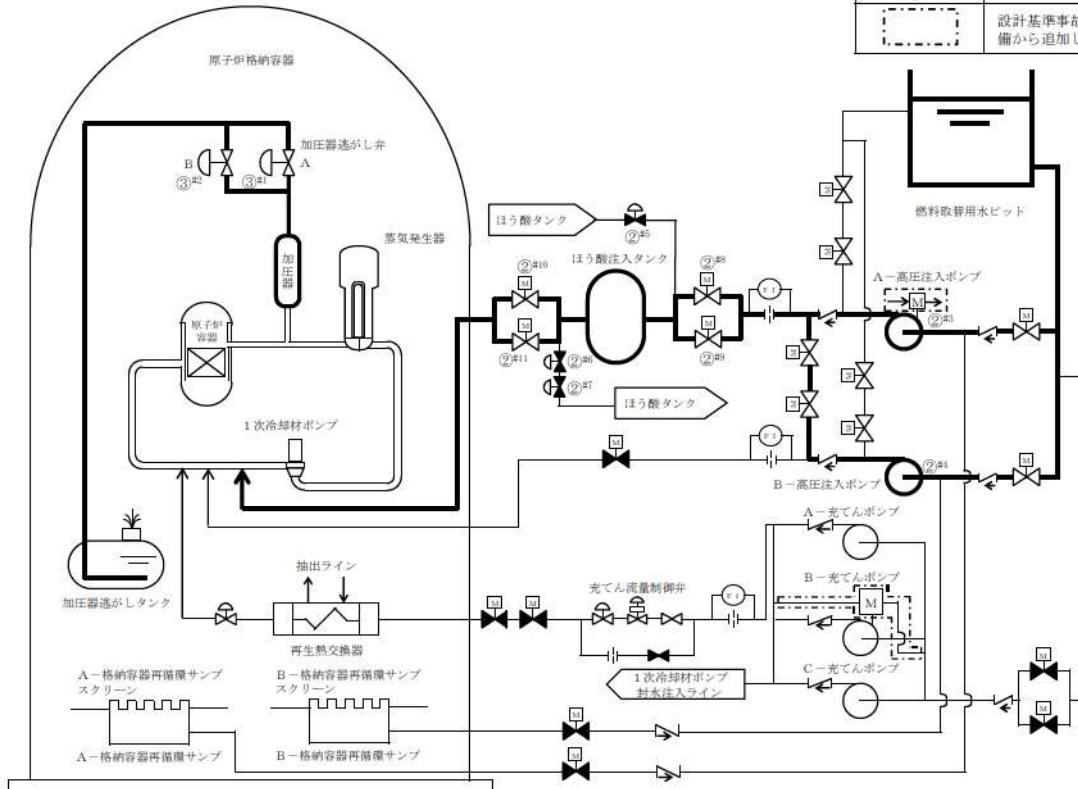 設計基準事故
備から追加し
原子炉格納容器
加圧器逃がし弁
B
A
③#2
③#1
加圧器
蒸気発生器
原子炉
容器
1次冷却材ポンプ
加圧器逃がしタンク
ほう酸タンク
②#5
ほう酸注入タンク
②#10
M
②#8
M
M
②#11
②#6
②#7
M
②#9
ほう酸タンク
FI
M
M
燃料取替用水ピット
A-高圧注入ポンプ
M
②#3
M
M
M
M
M
M
FI
②#4
M
B-高圧注入ポンプ
A-充てんポンプ
抽出ライン
充てん流量制御弁
FI
B-充てんポンプ
M
M
M
再生熱交換器
1次冷却材ポンプ
封水注入ライン
C-充てんポンプ
M
M
A-格納容器再循環サンプ
スクリーン
B-格納容器再循環サンプ
スクリーン
M
M
A-格納容器再循環サンプ
B-格納容器再循環サンプ